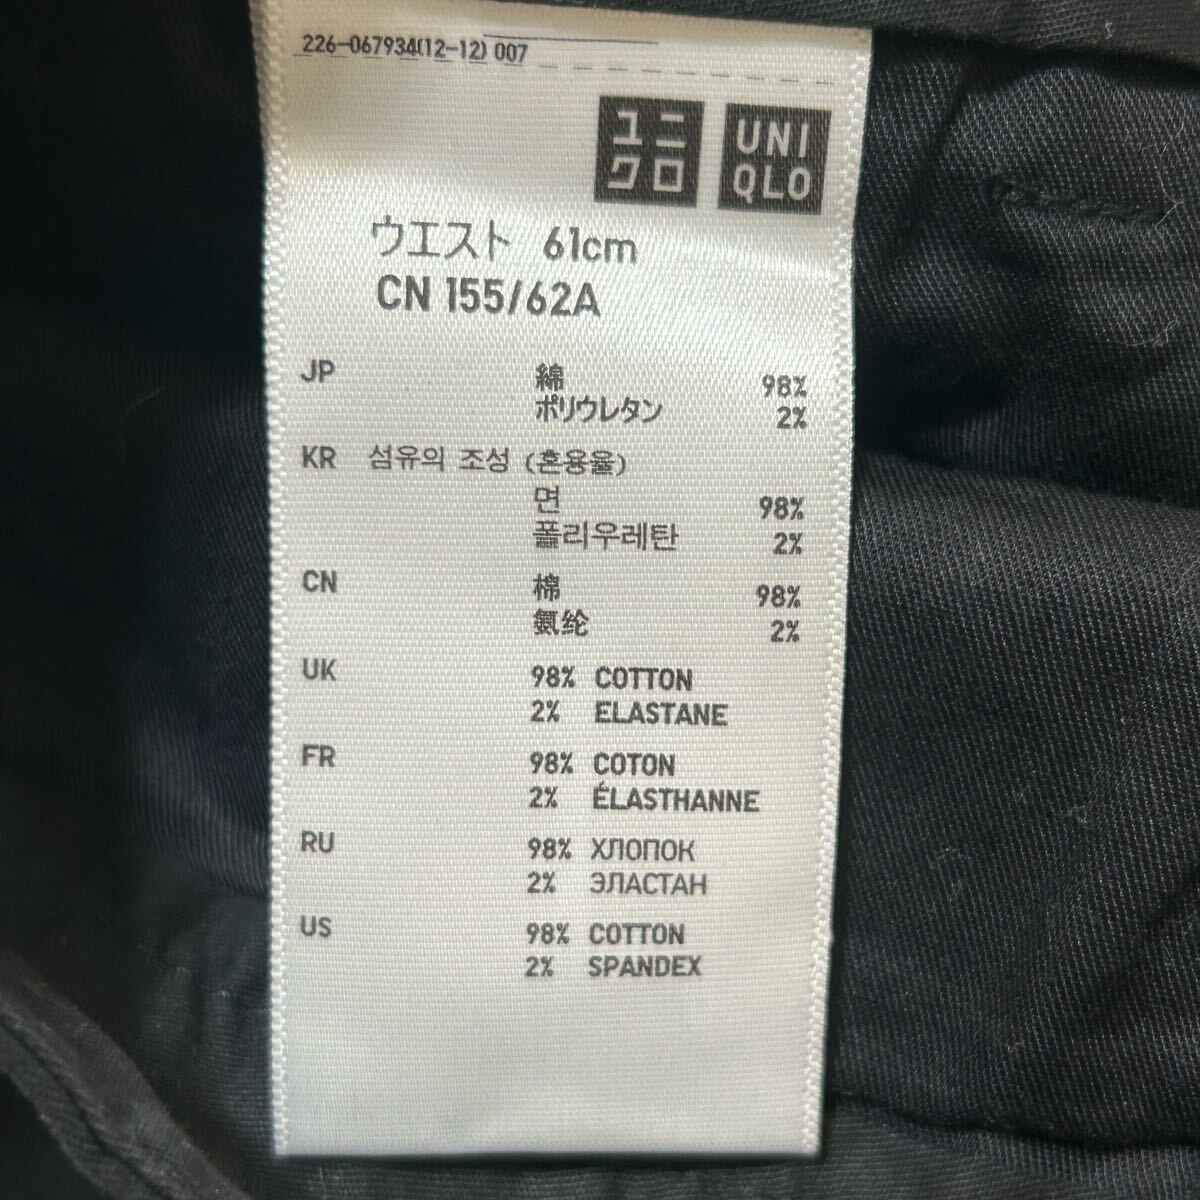 226-067934(12-12) 007
ユニ
クロ
UNI
QLO
ウエスト 61cm
CN 155/62A
JP 綿 98%
ポリウレタン 2%
KR 섬유의 조성 (혼용율)
면 98%
폴리우레탄 2%
CN 棉 98%
氨纶 2%
UK 98% COTTON
2% ELASTANE
FR 98% COTON
2% ÉLASTHANNE
RU 98% ХЛОПОК
2% ЭЛАСТАН
US 98% COTTON
2% SPANDEX